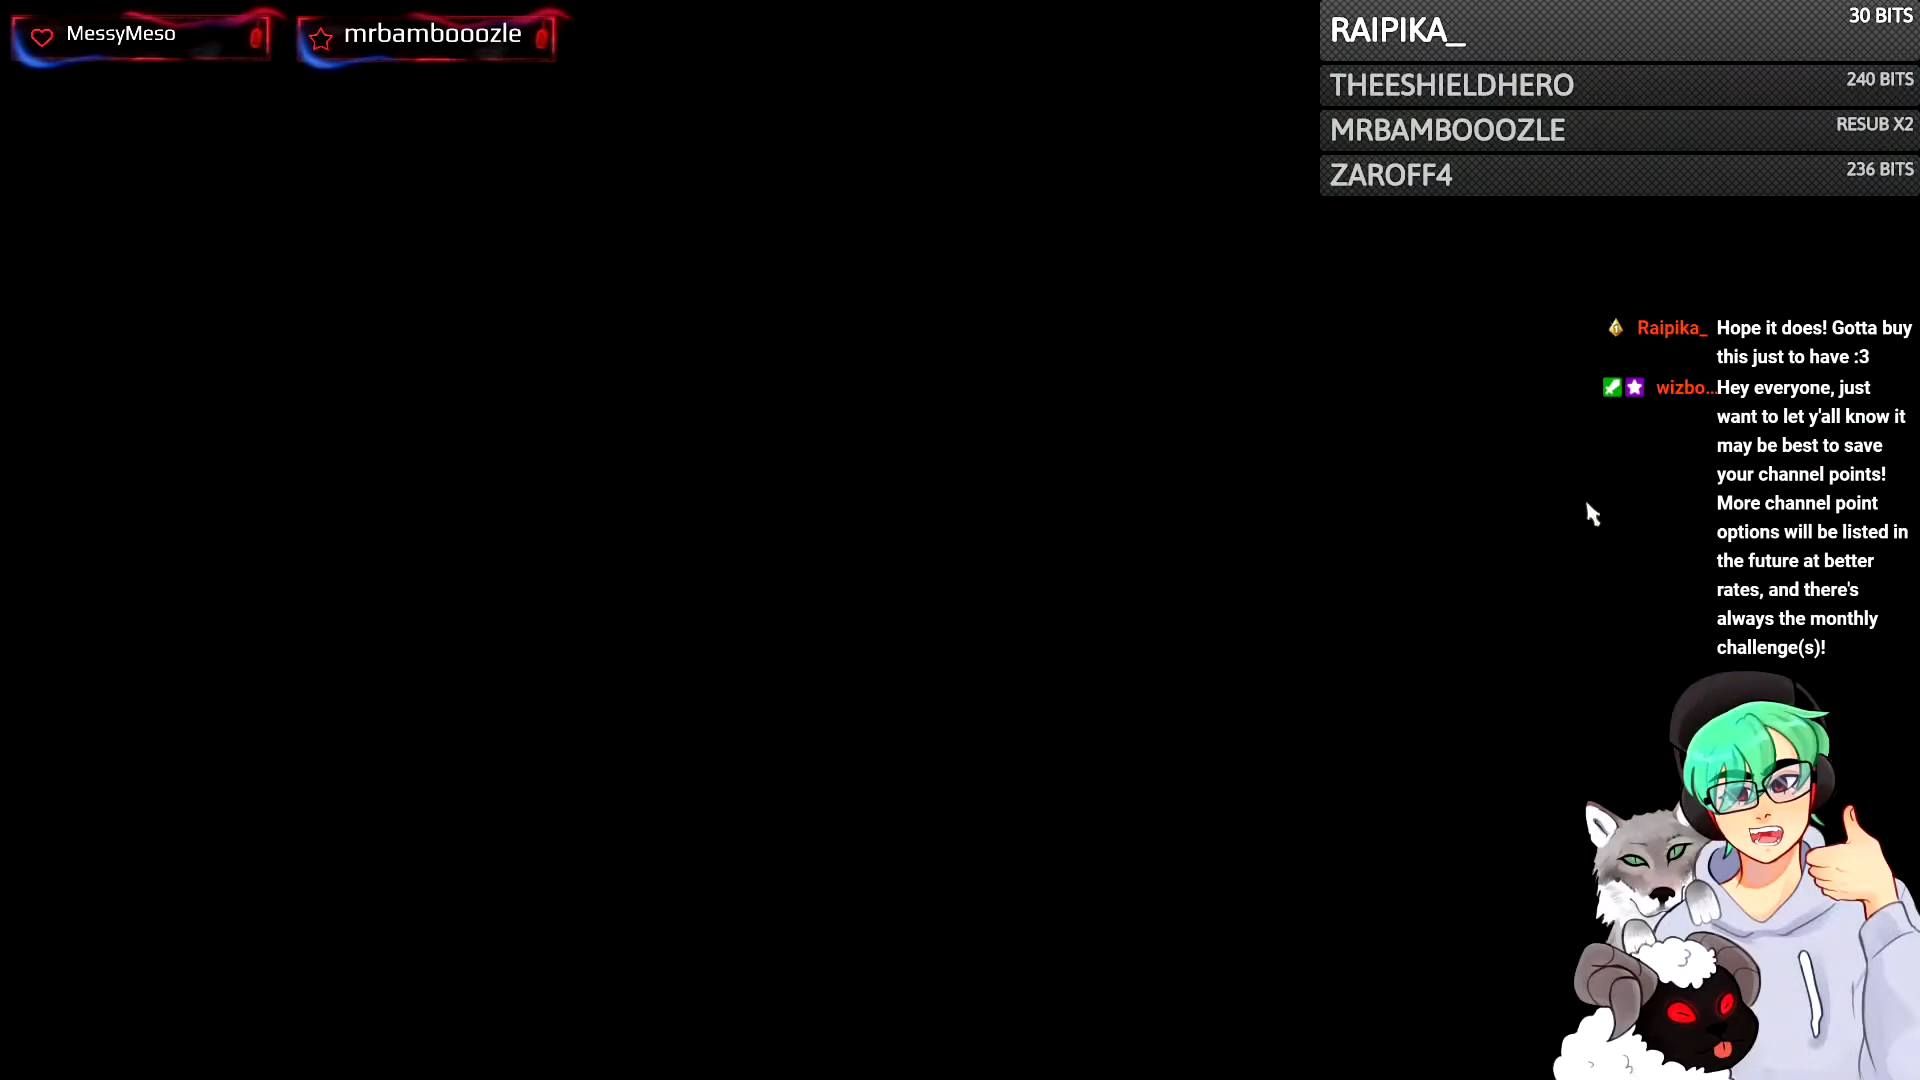 MessyMeso
mrbambooozle
RAIPIKA_ 30 BITS
THEESHIELDHERO 240 BITS
MRBAMBOOOZLE RESUB X2
ZAROFF4 236 BITS
Raipika_ Hope it does! Gotta buy
this just to have :3
wizbo... Hey everyone, just
want to let y'all know it
may be best to save
your channel points!
More channel point
options will be listed in
the future at better
rates, and there's
always the monthly
challenge(s)!